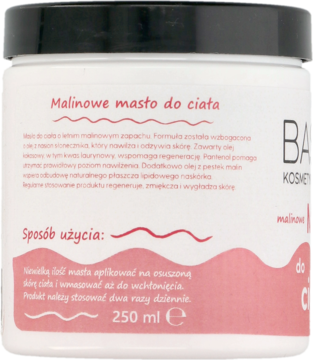 Malinowe masło do ciała
Masło do ciała o letnim malinowym zapachu. Formuła została wzbogacona
o olej z nasion słonecznika, który nawilża i odżywia skórę. Zawarty olej
kokosowy, w tym kwas laurynowy, wspomaga regenerację. Pantenol pomaga
utrzymać prawidłowy poziom nawilżenia. Dodatkowo olej z pestek malin
wspiera odbudowę naturalnego płaszcza lipidowego naskórka.
Regularne stosowanie produktu regeneruje, zmiękcza i wygładza skórę.
Sposób użycia:
Niewielką ilość masła aplikować na osuszoną
skórę ciała i wmasować aż do wchłonięcia.
Produkt należy stosować dwa razy dziennie.
250 ml ℮
BA
KOSMETY
malinowe
do
ci